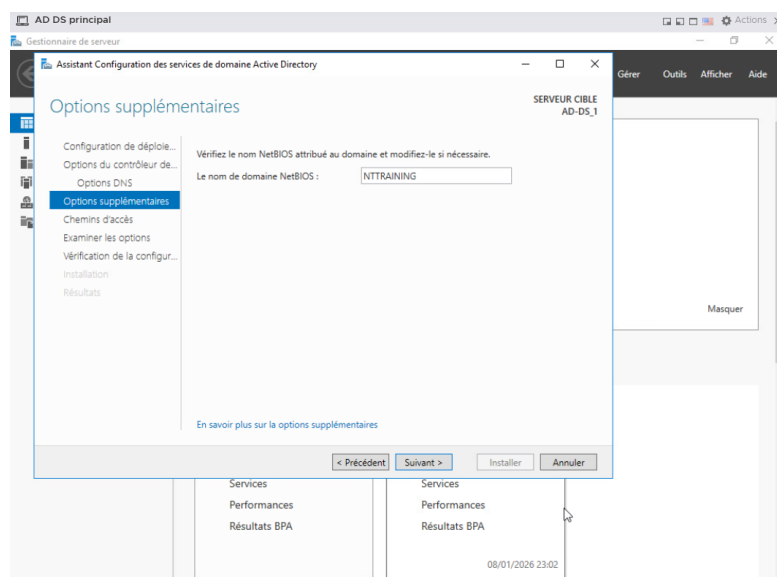 AD DS principal
Actions
Gestionnaire de serveur
Gérer Outils Afficher Aide
Assistant Configuration des services de domaine Active Directory
Options supplémentaires
SERVEUR CIBLE
AD-DS_1
Configuration de déploie...
Options du contrôleur de...
Options DNS
Options supplémentaires
Chemins d'accès
Examiner les options
Vérification de la configur...
Installation
Résultats
Vérifiez le nom NetBIOS attribué au domaine et modifiez-le si nécessaire.
Le nom de domaine NetBIOS : NTTRAINING
En savoir plus sur la options supplémentaires
< Précédent Suivant > Installer Annuler
Masquer
Services Services
Performances Performances
Résultats BPA Résultats BPA
08/01/2026 23:02